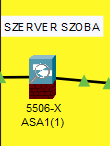 SZERVER SZOBA
5506-X
ASA1(1)